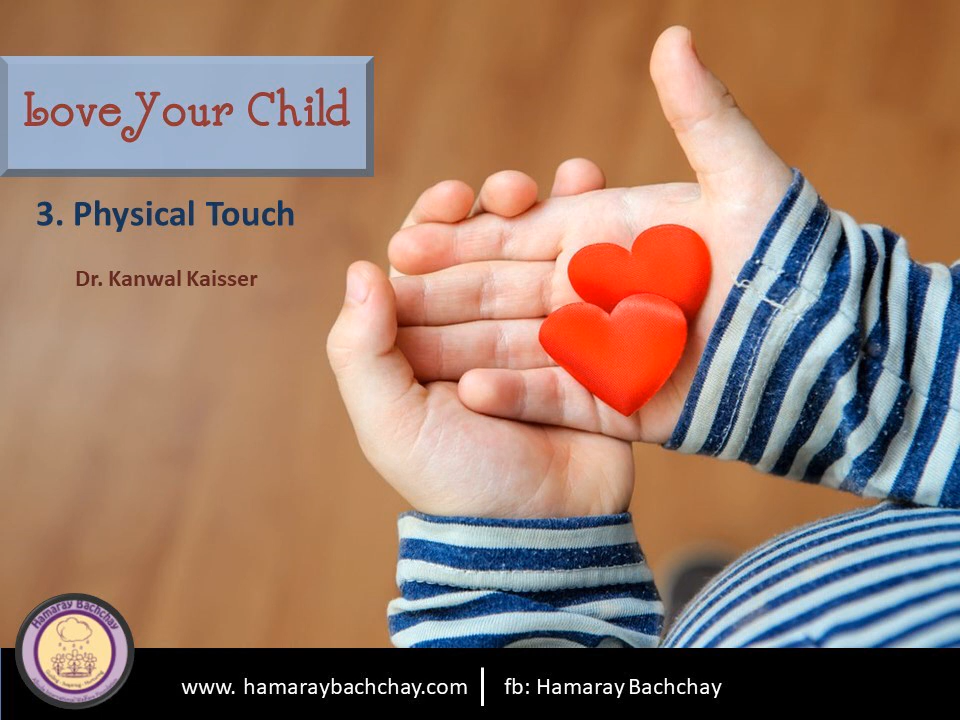 Love Your Child
3. Physical Touch
Dr. Kanwal Kaisser
Hamaray Bachchay
www. hamaraybachchay.com | fb: Hamaray Bachchay